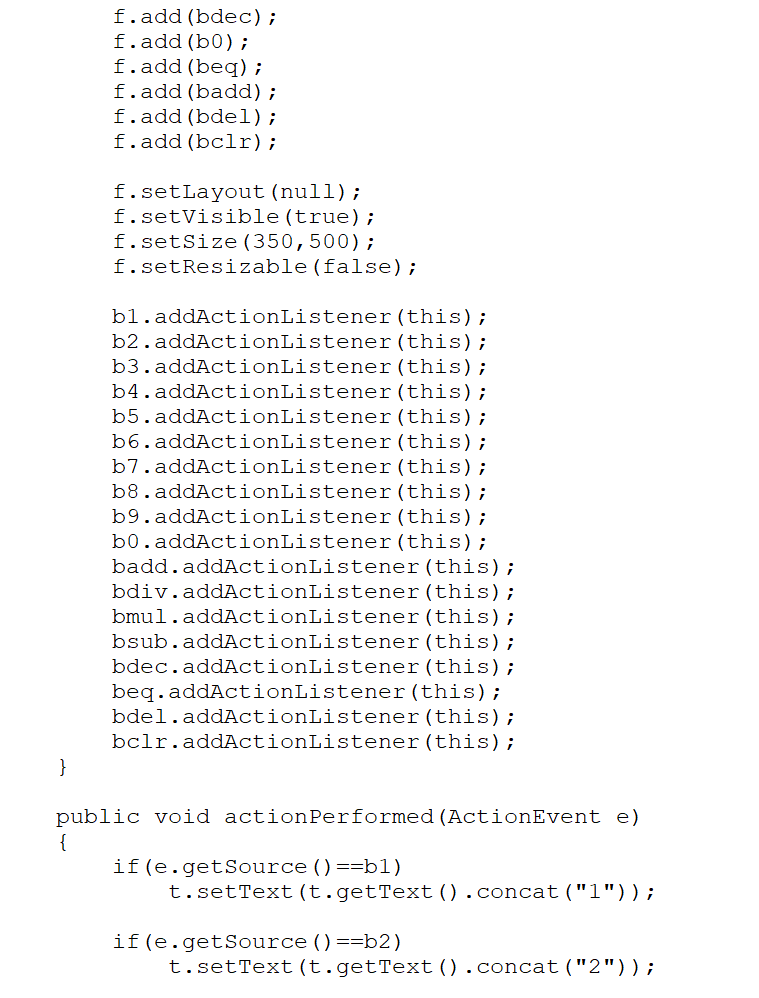 f.add(bdec);
f.add(b0);
f.add(beq);
f.add(badd);
f.add(bdel);
f.add(bclr);

f.setLayout(null);
f.setVisible(true);
f.setSize(350,500);
f.setResizable(false);

b1.addActionListener(this);
b2.addActionListener(this);
b3.addActionListener(this);
b4.addActionListener(this);
b5.addActionListener(this);
b6.addActionListener(this);
b7.addActionListener(this);
b8.addActionListener(this);
b9.addActionListener(this);
b0.addActionListener(this);
badd.addActionListener(this);
bdiv.addActionListener(this);
bmul.addActionListener(this);
bsub.addActionListener(this);
bdec.addActionListener(this);
beq.addActionListener(this);
bdel.addActionListener(this);
bclr.addActionListener(this);
}

public void actionPerformed(ActionEvent e)
{
if(e.getSource()==b1)
t.setText(t.getText().concat("1"));

if(e.getSource()==b2)
t.setText(t.getText().concat("2"));